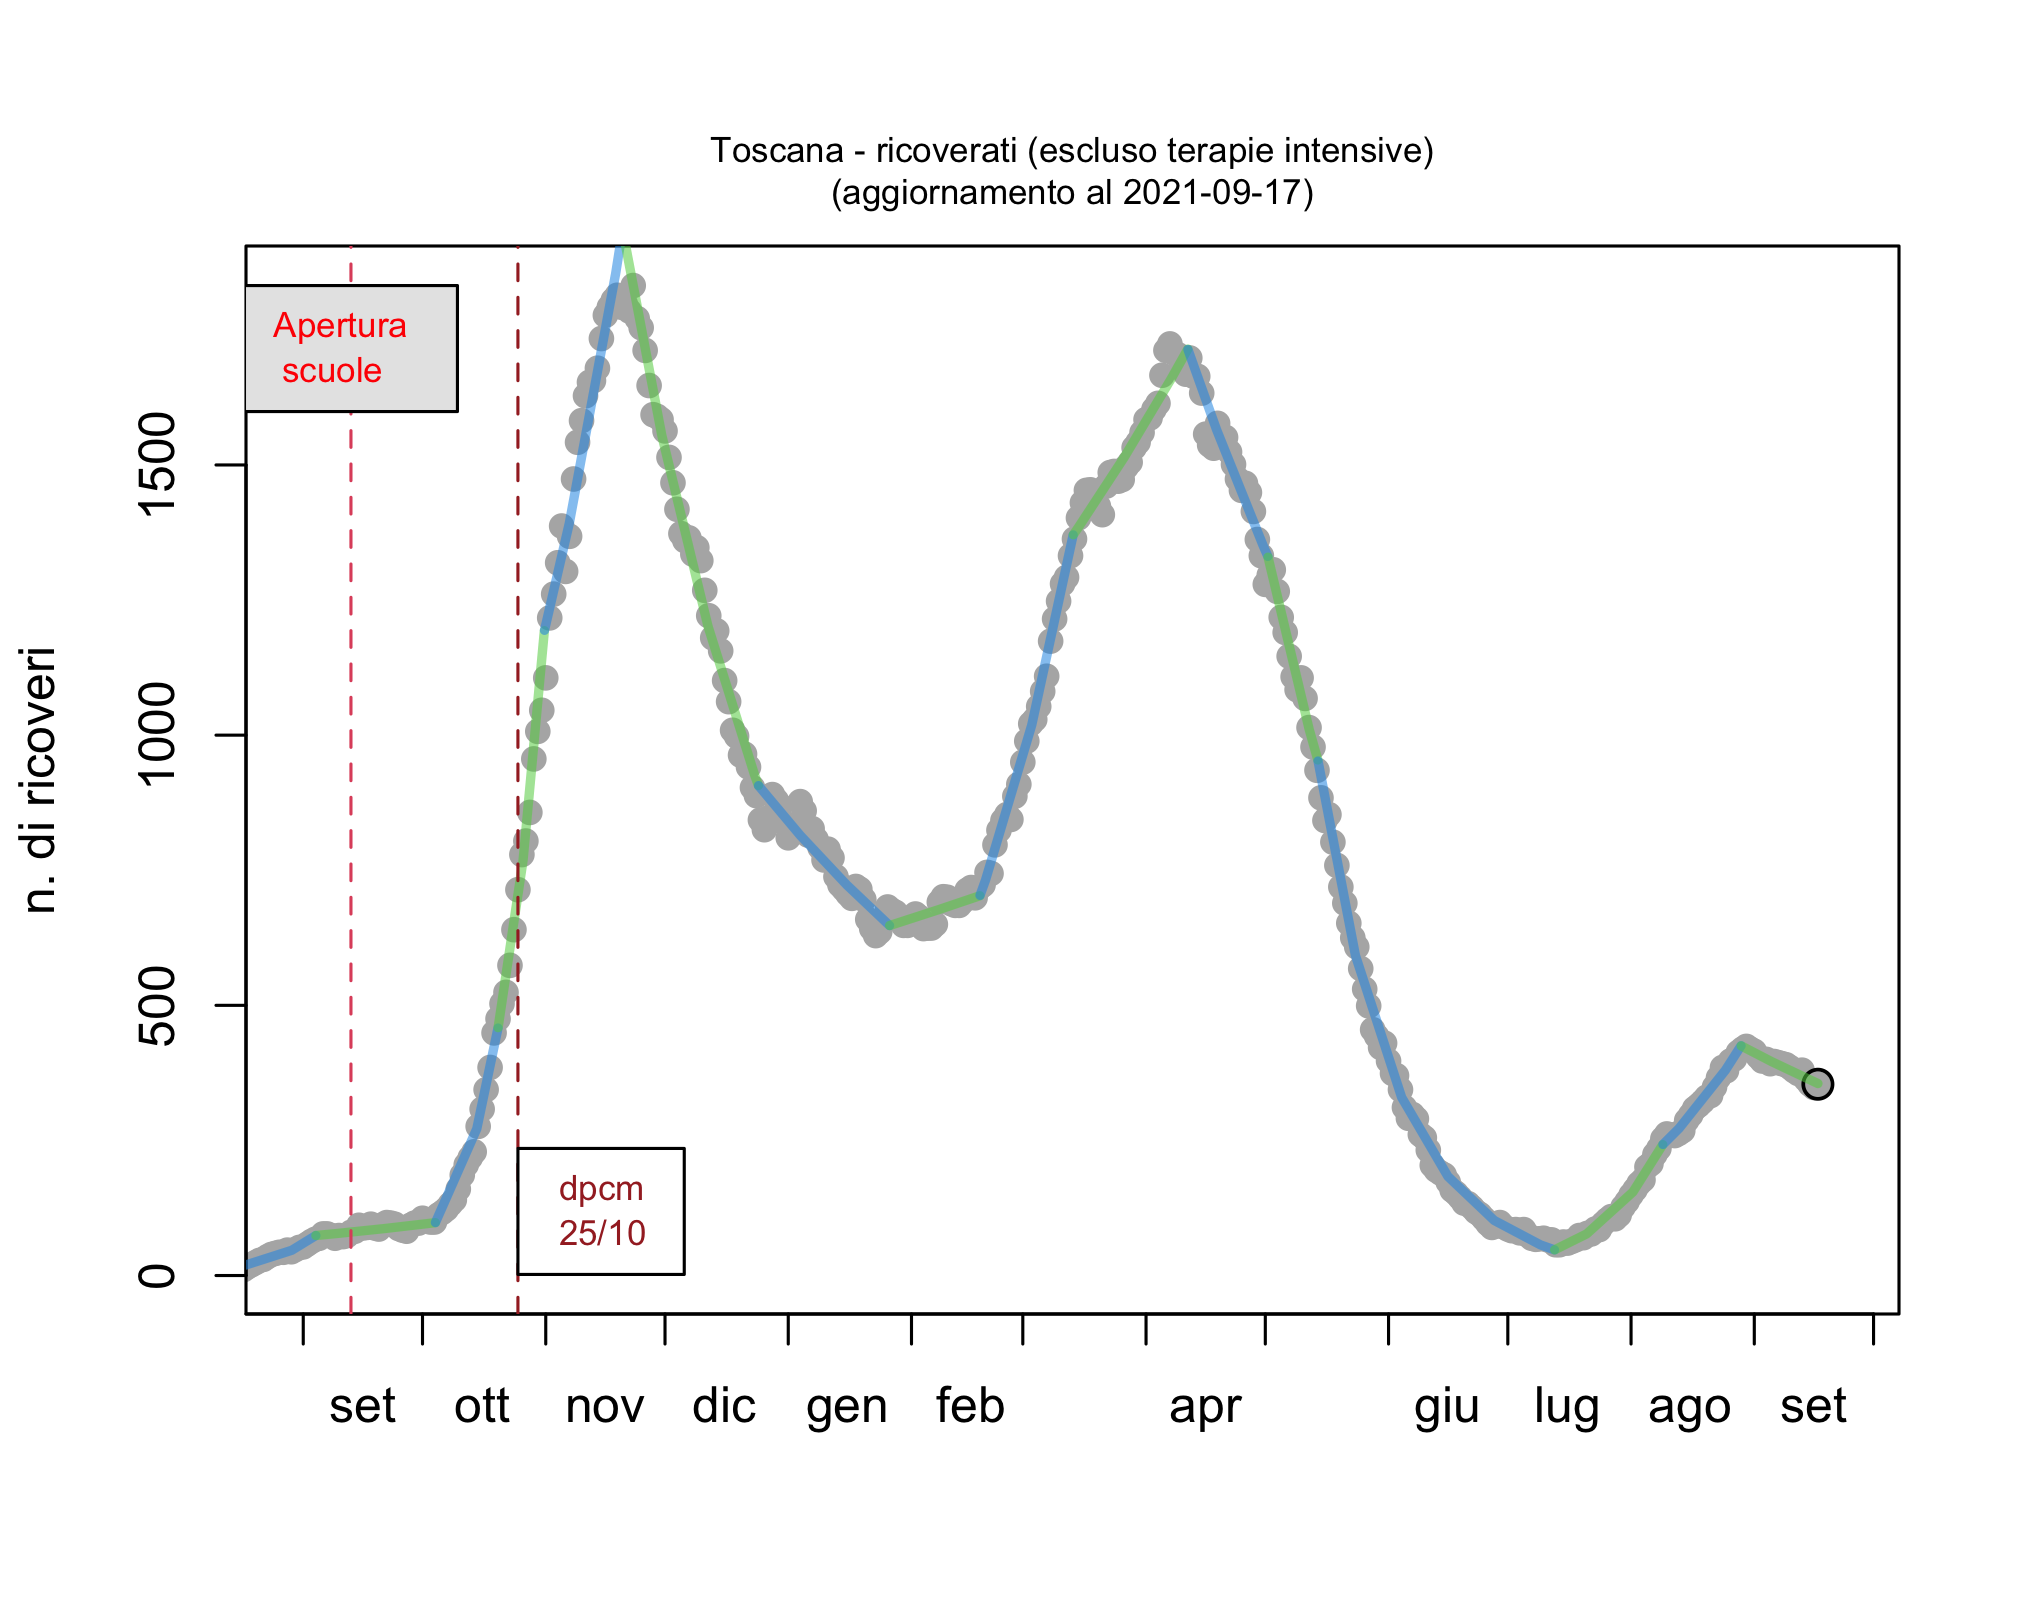 Toscana - ricoverati (escluso terapie intensive)
(aggiornamento al 2021-09-17)
Apertura
scuole
n. di ricoveri
1500
1000
500
0
dpcm
25/10
set ott nov dic gen feb apr giu lug ago set